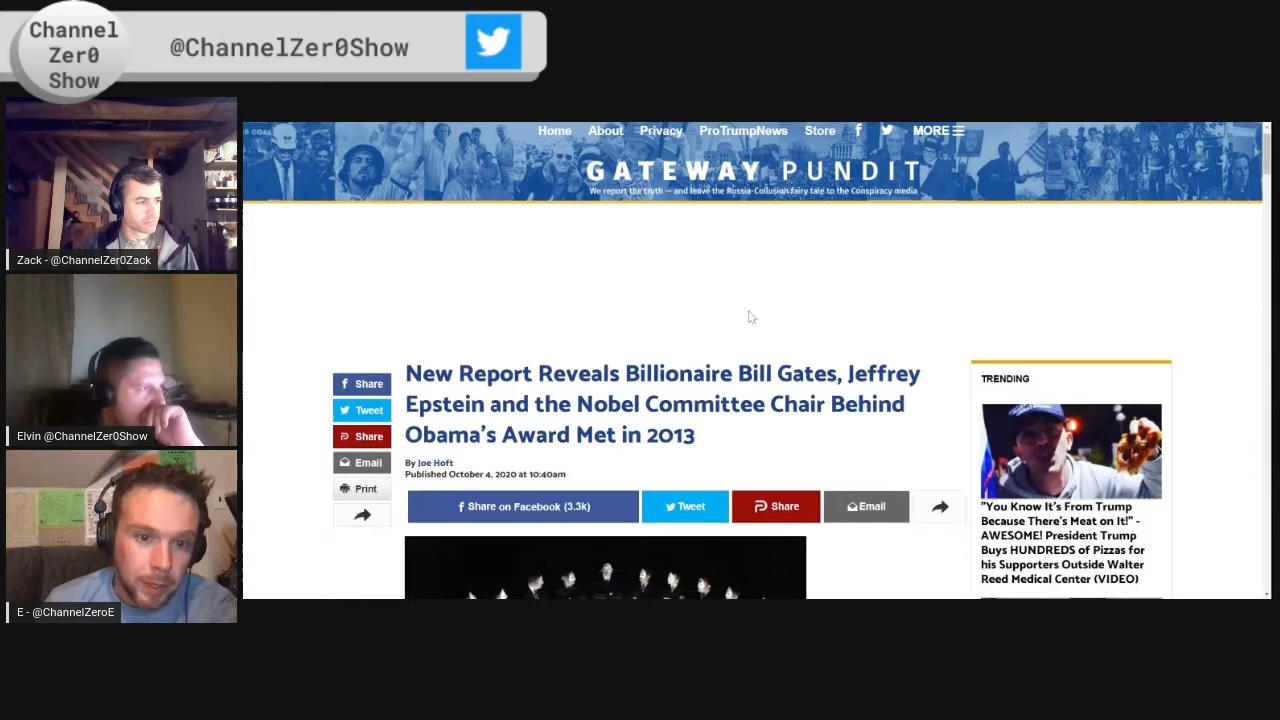 Channel
Zer0
Show
@ChannelZer0Show
Zack - @ChannelZer0Zack
Elvin @ChannelZer0Show
E - @ChannelZeroE
Home About Privacy ProTrumpNews Store MORE
GATEWAY PUNDIT
We report the truth — and leave the Russia-Collusion fairy tale to the Conspiracy media
Share
Tweet
Share
Email
Print
New Report Reveals Billionaire Bill Gates, Jeffrey
Epstein and the Nobel Committee Chair Behind
Obama's Award Met in 2013
By Joe Hoft
Published October 4, 2020 at 10:40am
Share on Facebook (3.3k) Tweet Share Email
TRENDING
"You Know It's From Trump
Because There's Meat on It!" -
AWESOME! President Trump
Buys HUNDREDS of Pizzas for
his Supporters Outside Walter
Reed Medical Center (VIDEO)